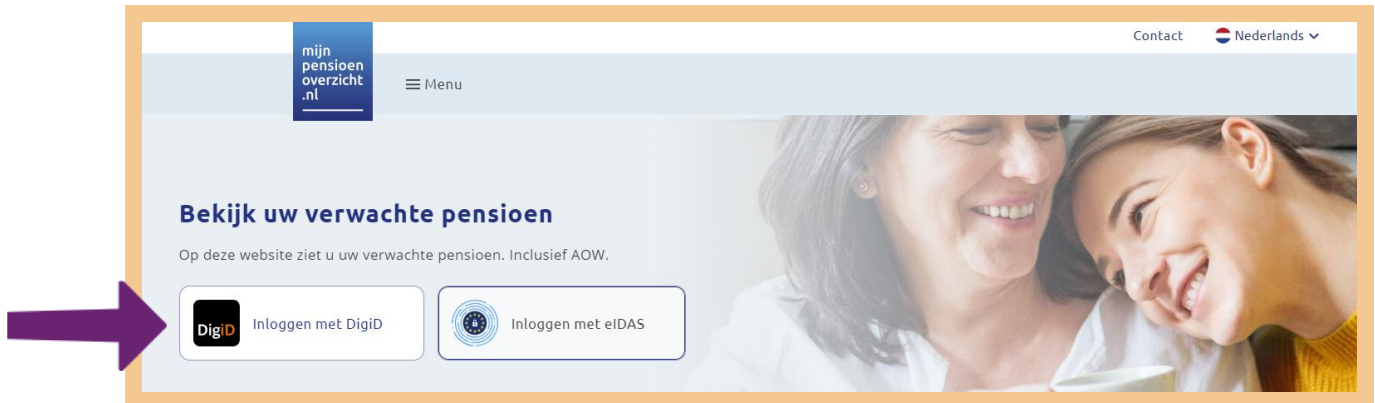 Contact
Nederlands
mijn
pensioen
overzicht
.nl
Menu
Bekijk uw verwachte pensioen
Op deze website ziet u uw verwachte pensioen. Inclusief AOW.
DigiD
Inloggen met DigiD
Inloggen met eIDAS